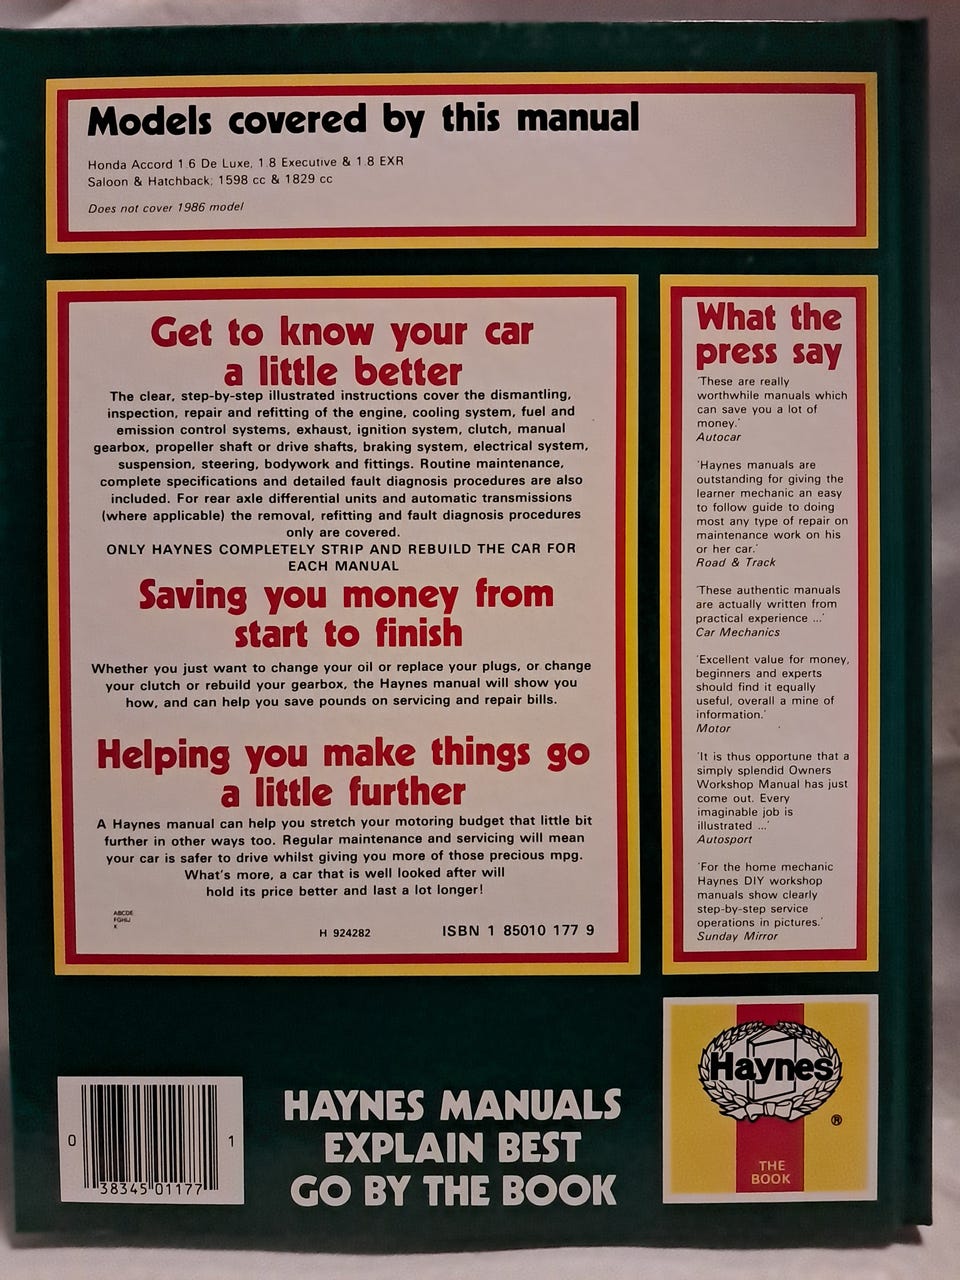 Models covered by this manual
Honda Accord 1.6 De Luxe, 1.8 Executive & 1.8 EXR
Saloon & Hatchback; 1598 cc & 1829 cc
Does not cover 1986 model
Get to know your car
a little better
The clear, step-by-step illustrated instructions cover the dismantling,
inspection, repair and refitting of the engine, cooling system, fuel and
emission control systems, exhaust, ignition system, clutch, manual
gearbox, propeller shaft or drive shafts, braking system, electrical system,
suspension, steering, bodywork and fittings. Routine maintenance,
complete specifications and detailed fault diagnosis procedures are also
included. For rear axle differential units and automatic transmissions
(where applicable) the removal, refitting and fault diagnosis procedures
only are covered.
ONLY HAYNES COMPLETELY STRIP AND REBUILD THE CAR FOR
EACH MANUAL
Saving you money from
start to finish
Whether you just want to change your oil or replace your plugs, or change
your clutch or rebuild your gearbox, the Haynes manual will show you
how, and can help you save pounds on servicing and repair bills.
Helping you make things go
a little further
A Haynes manual can help you stretch your motoring budget that little bit
further in other ways too. Regular maintenance and servicing will mean
your car is safer to drive whilst giving you more of those precious mpg.
What's more, a car that is well looked after will
hold its price better and last a lot longer!
ABCDE
FGHIJ
K
H 924282
ISBN 1 85010 177 9
What the
press say
'These are really
worthwhile manuals which
can save you a lot of
money.'
Autocar
'Haynes manuals are
outstanding for giving the
learner mechanic an easy
to follow guide to doing
most any type of repair on
maintenance work on his
or her car.'
Road & Track
'These authentic manuals
are actually written from
practical experience ...'
Car Mechanics
'Excellent value for money,
beginners and experts
should find it equally
useful, overall a mine of
information.'
Motor
'It is thus opportune that a
simply splendid Owners
Workshop Manual has just
come out. Every
imaginable job is
illustrated ...'
Autosport
'For the home mechanic
Haynes DIY workshop
manuals show clearly
step-by-step service
operations in pictures.'
Sunday Mirror
0 38345 01177 1
HAYNES MANUALS
EXPLAIN BEST
GO BY THE BOOK
Haynes
®
THE
BOOK